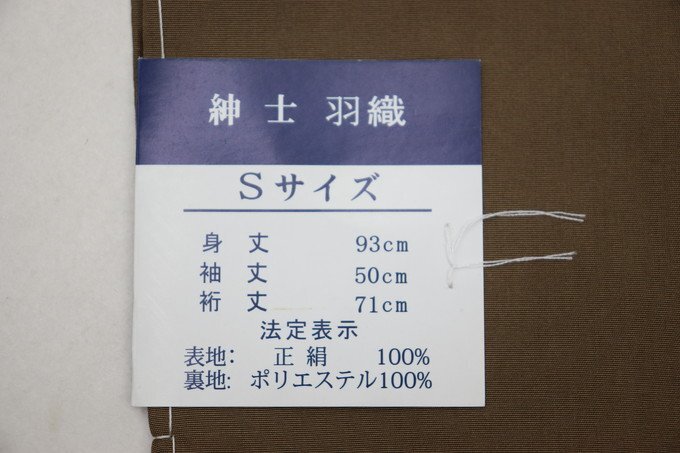 紳士 羽織
Sサイズ
身丈 93cm
袖丈 50cm
裄丈 71cm
法定表示
表地: 正絹 100%
裏地: ポリエステル100%